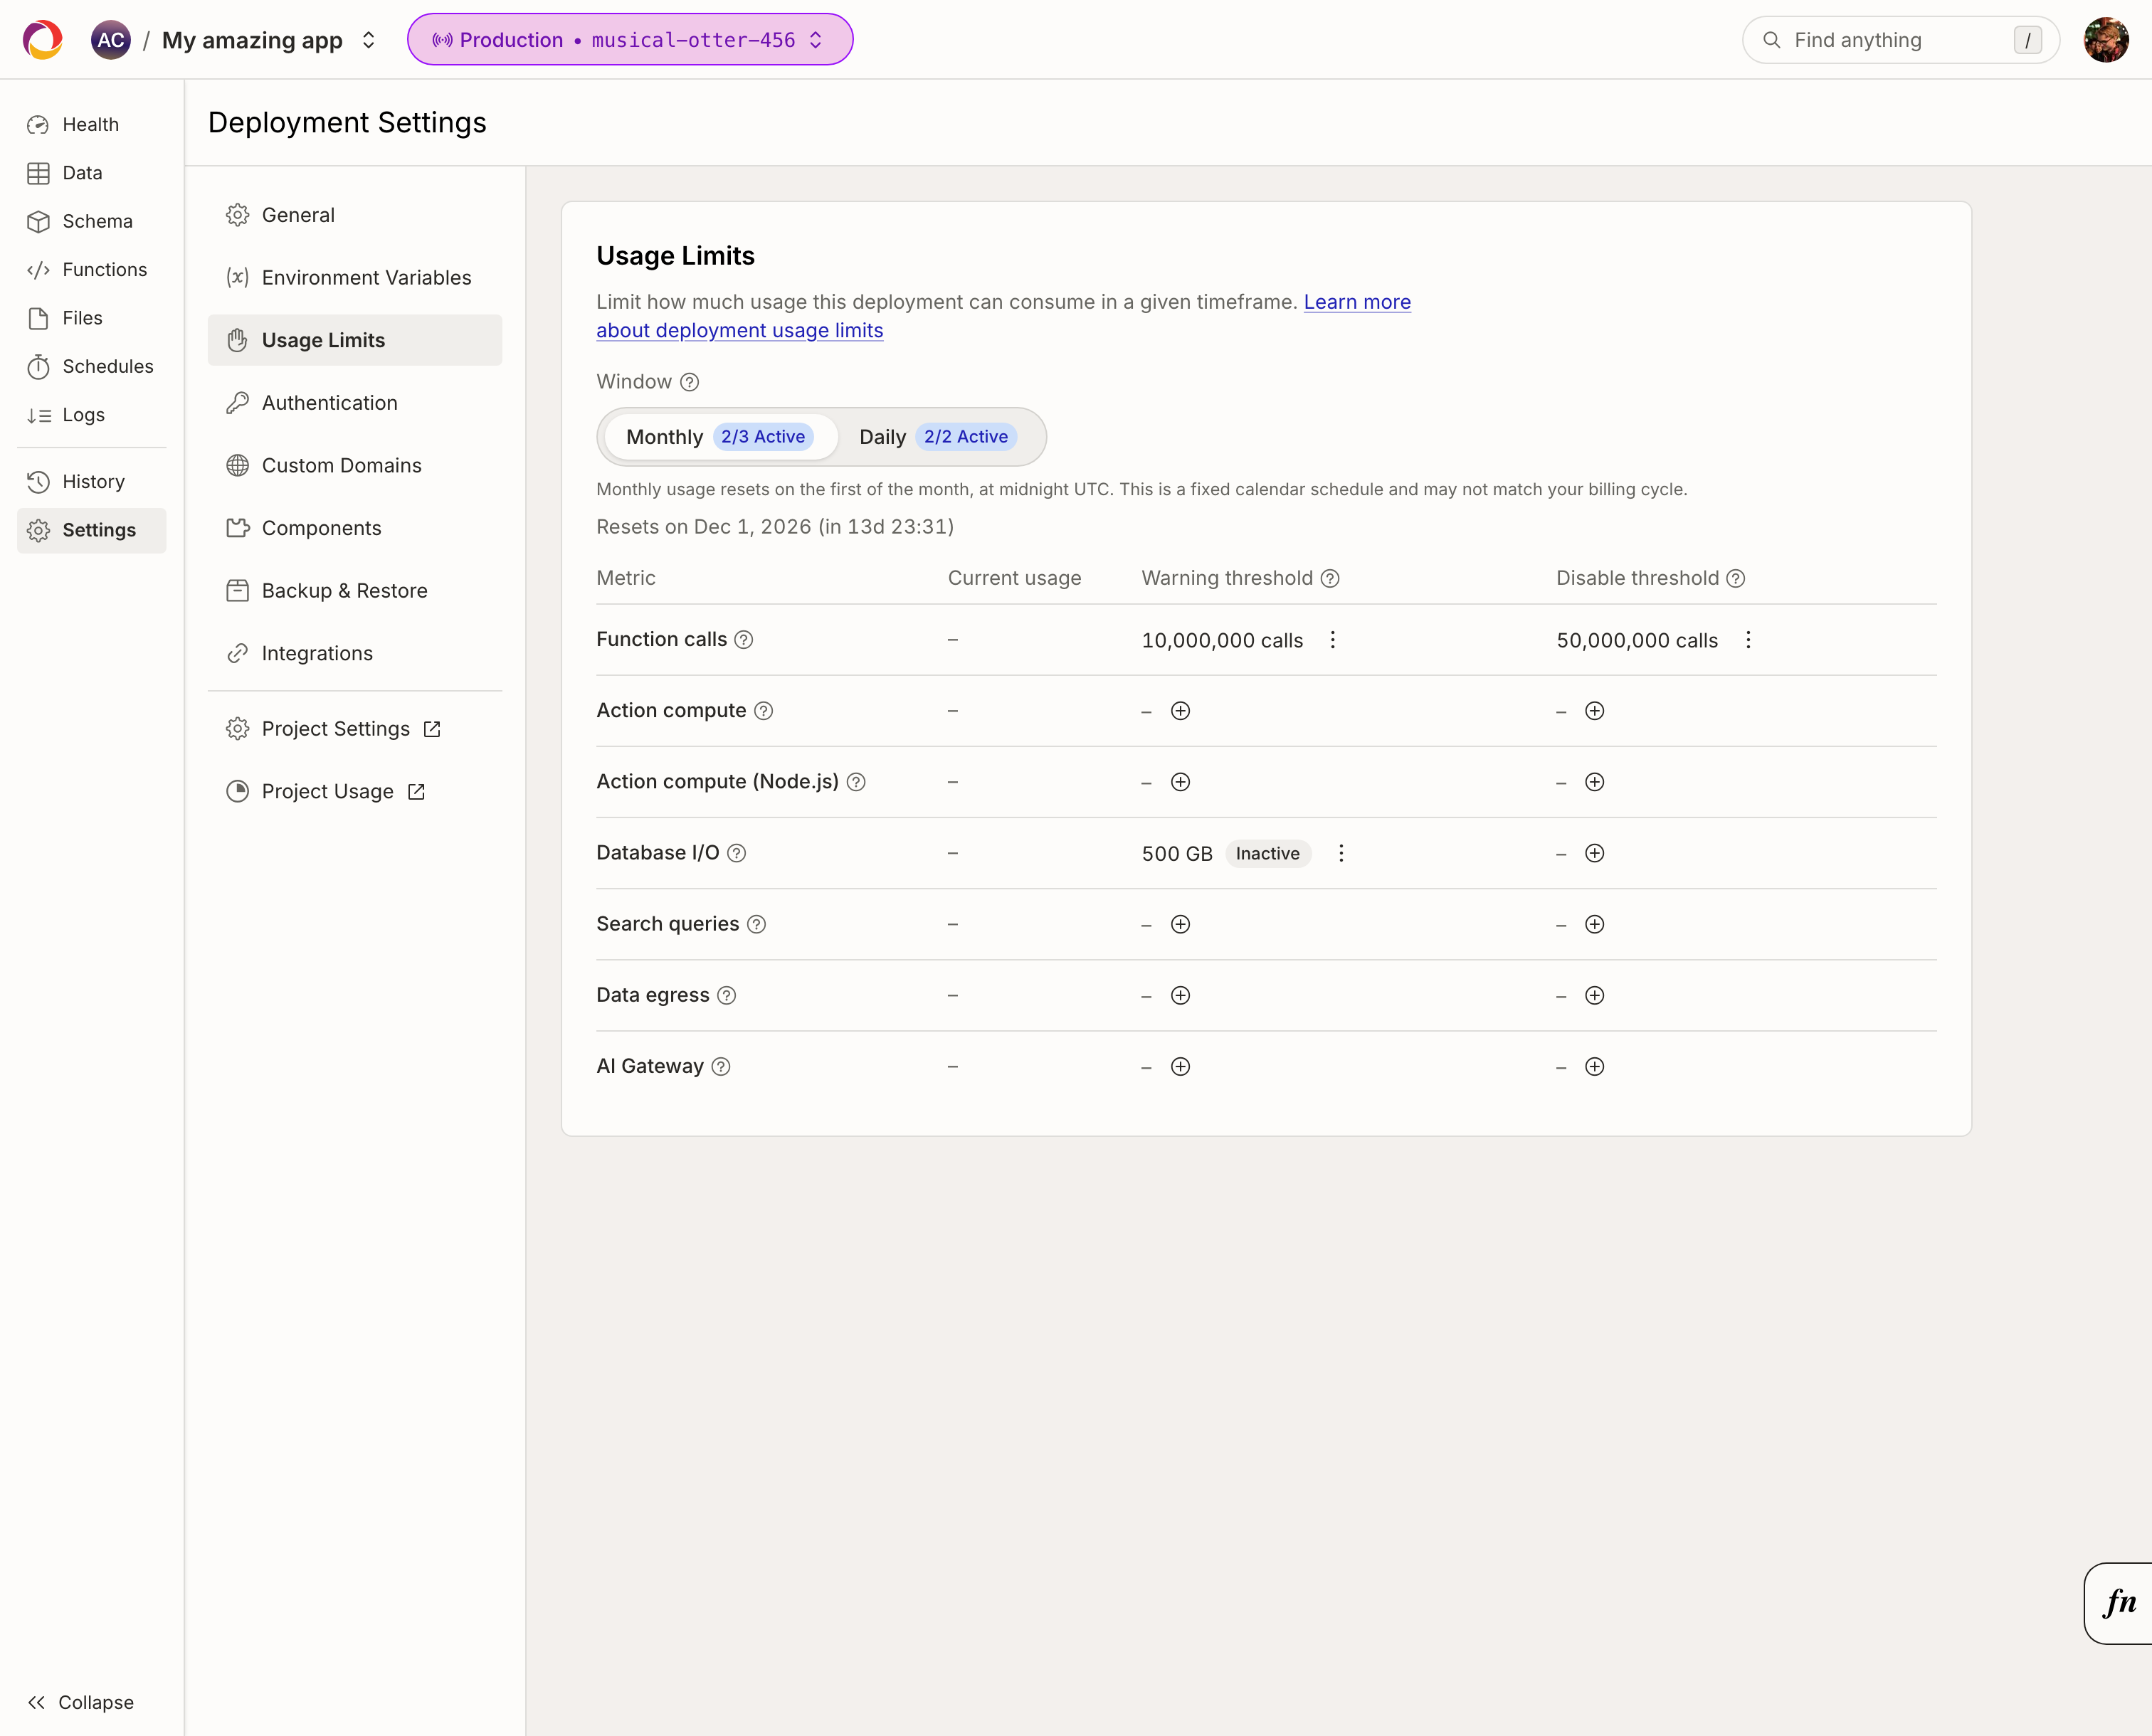 AC / My amazing app
Production • musical-otter-456
Find anything /
Health
Data
Schema
Functions
Files
Schedules
Logs
History
Settings
Collapse
Deployment Settings
General
Environment Variables
Usage Limits
Authentication
Custom Domains
Components
Backup & Restore
Integrations
Project Settings
Project Usage
Usage Limits
Limit how much usage this deployment can consume in a given timeframe. Learn more
about deployment usage limits
Window
Monthly 2/3 Active Daily 2/2 Active
Monthly usage resets on the first of the month, at midnight UTC. This is a fixed calendar schedule and may not match your billing cycle.
Resets on Dec 1, 2026 (in 13d 23:31)
Metric Current usage Warning threshold Disable threshold
Function calls – 10,000,000 calls 50,000,000 calls
Action compute – – –
Action compute (Node.js) – – –
Database I/O – 500 GB Inactive –
Search queries – – –
Data egress – – –
AI Gateway – – –
fn